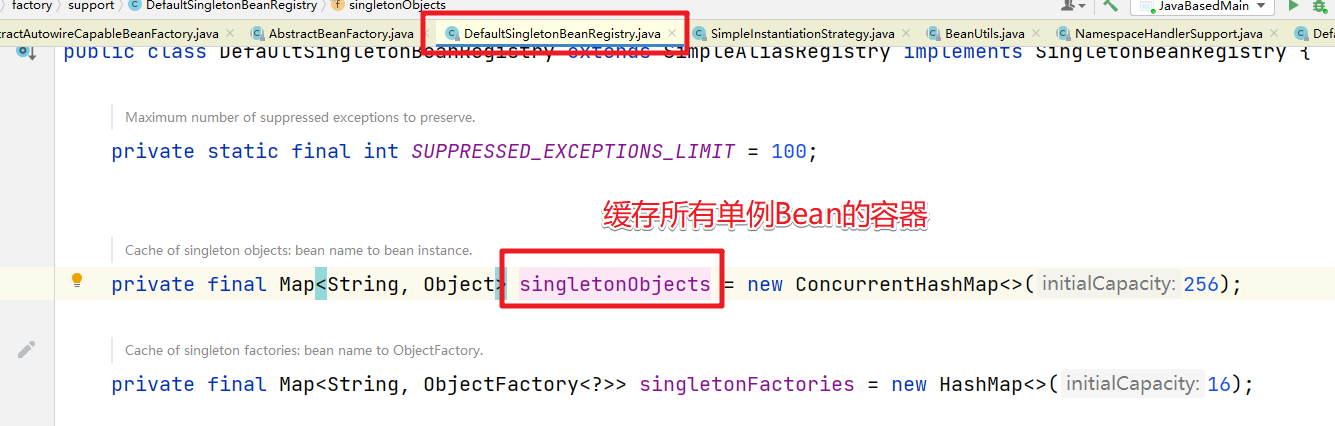 factory support DefaultSingletonBeanRegistry singletonObjects JavaBasedMain
ctractAutowireCapableBeanFactory.java AbstractBeanFactory.java DefaultSingletonBeanRegistry.java SimpleInstantiationStrategy.java BeanUtils.java NamespaceHandlerSupport.java Def
public class DefaultSingletonBeanRegistry extends SimpleAliasRegistry implements SingletonBeanRegistry {
Maximum number of suppressed exceptions to preserve.
private static final int SUPPRESSED_EXCEPTIONS_LIMIT = 100;
缓存所有单例Bean的容器
Cache of singleton objects: bean name to bean instance.
private final Map<String, Object> singletonObjects = new ConcurrentHashMap<>( initialCapacity: 256);
Cache of singleton factories: bean name to ObjectFactory.
private final Map<String, ObjectFactory<?>> singletonFactories = new HashMap<>( initialCapacity: 16);